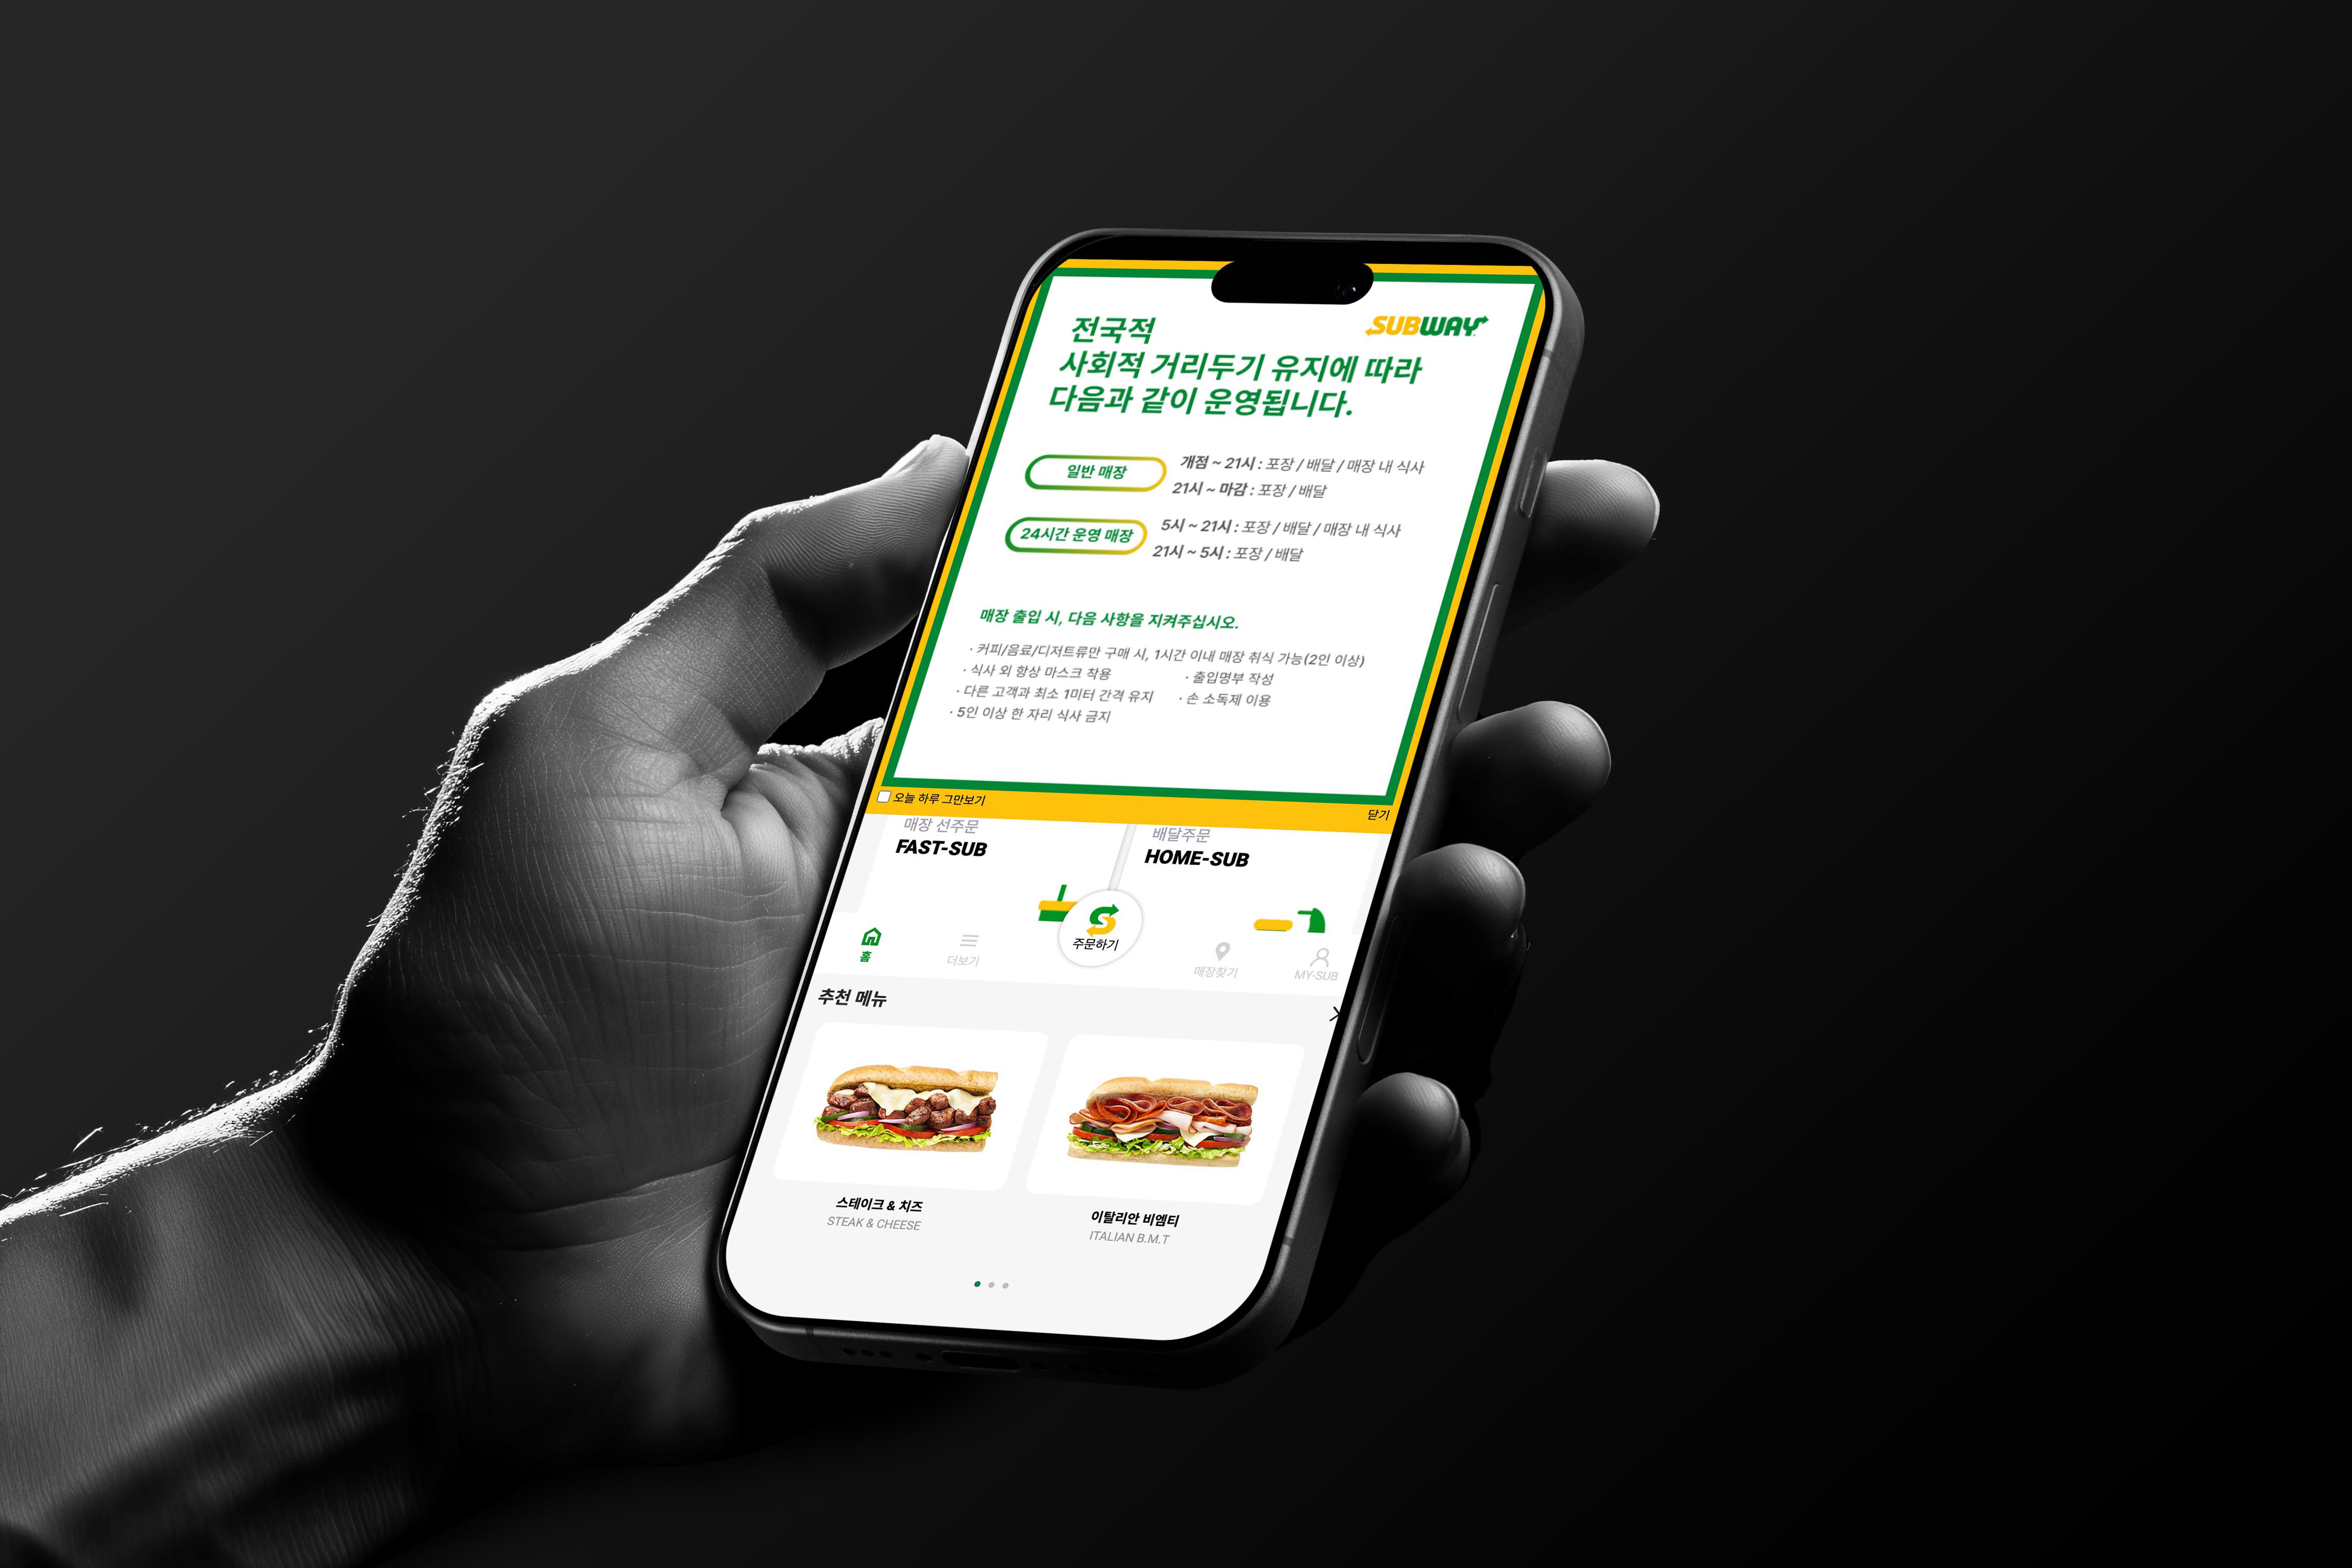 SUBWAY
전국적
사회적 거리두기 유지에 따라
다음과 같이 운영됩니다.
일반 매장
개점 ~ 21시 : 포장 / 배달 / 매장 내 식사
21시 ~ 마감 : 포장 / 배달
24시간 운영 매장
5시 ~ 21시 : 포장 / 배달 / 매장 내 식사
21시 ~ 5시 : 포장 / 배달
매장 출입 시, 다음 사항을 지켜주십시오.
· 커피/음료/디저트류만 구매 시, 1시간 이내 매장 취식 가능(2인 이상)
· 식사 외 항상 마스크 착용 · 출입명부 작성
· 다른 고객과 최소 1미터 간격 유지 · 손 소독제 이용
· 5인 이상 한 자리 식사 금지
오늘 하루 그만보기 닫기
매장 선주문
FAST-SUB
배달주문
HOME-SUB
홈
더보기
주문하기
매장찾기
MY-SUB
추천 메뉴
스테이크 & 치즈
STEAK & CHEESE
이탈리안 비엠티
ITALIAN B.M.T